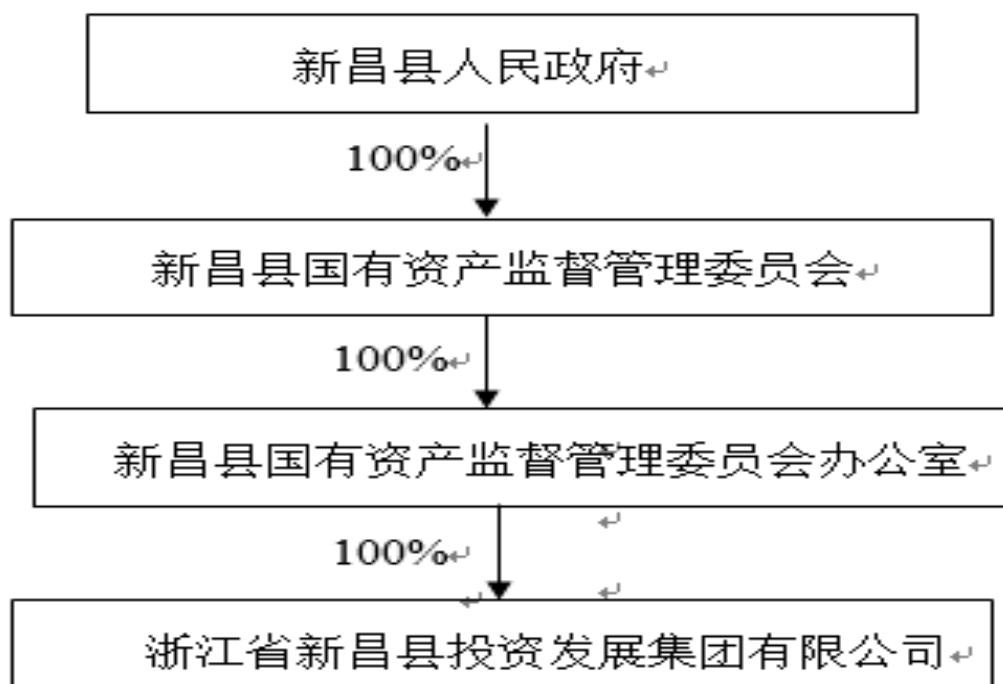 新昌县人民政府
100%
新昌县国有资产监督管理委员会
100%
新昌县国有资产监督管理委员会办公室
100%
浙江省新昌县投资发展集团有限公司